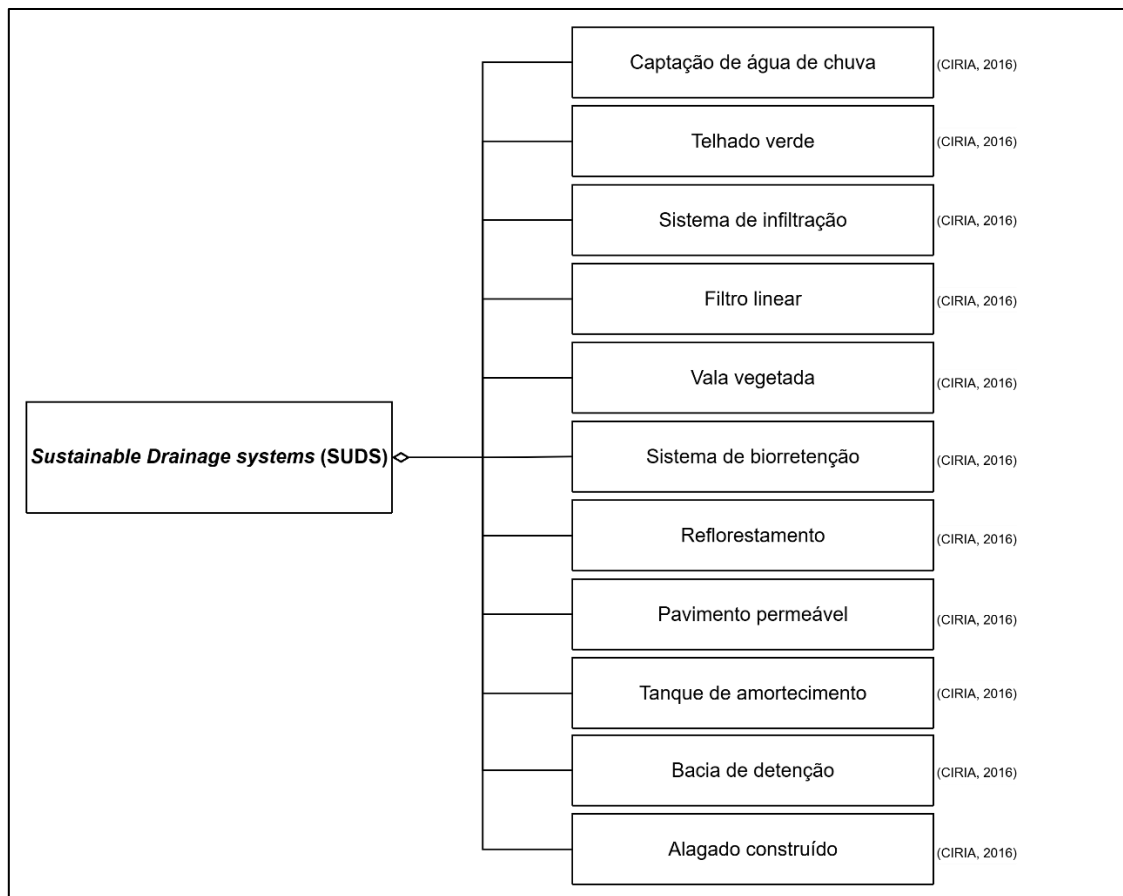 Captação de água de chuva (CIRIA, 2016)
Telhado verde (CIRIA, 2016)
Sistema de infiltração (CIRIA, 2016)
Filtro linear (CIRIA, 2016)
Vala vegetada (CIRIA, 2016)
Sustainable Drainage systems (SUDS)
Sistema de biorretenção (CIRIA, 2016)
Reflorestamento (CIRIA, 2016)
Pavimento permeável (CIRIA, 2016)
Tanque de amortecimento (CIRIA, 2016)
Bacia de detenção (CIRIA, 2016)
Alagado construído (CIRIA, 2016)